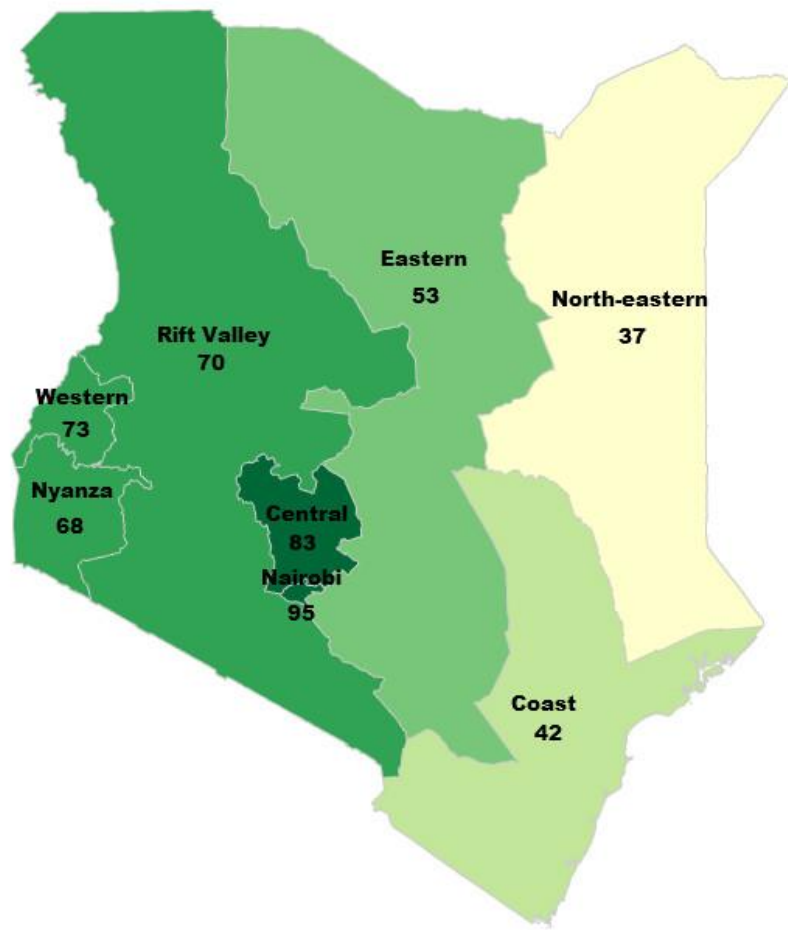 Eastern
53
North-eastern
37
Rift Valley
70
Western
73
Nyanza
68
Central
83
Nairobi
95
Coast
42